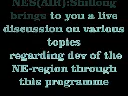 NES(AIR):Shillong
brings to you a live
discussion on various
topics
regarding dev of the
NE-region through
this programme